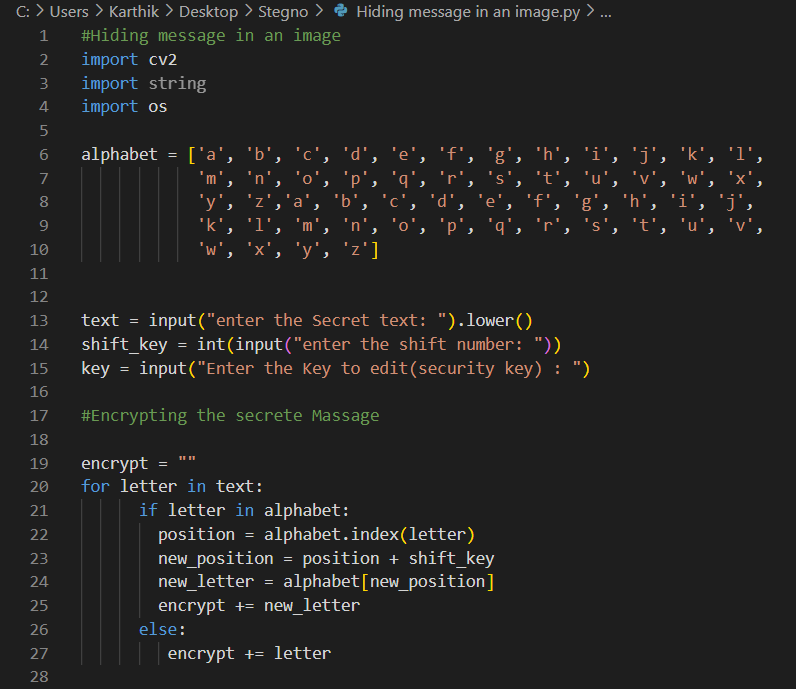 C: > Users > Karthik > Desktop > Stegno > Hiding message in an image.py > ...
1 #Hiding message in an image
2 import cv2
3 import string
4 import os
5
6 alphabet = ['a', 'b', 'c', 'd', 'e', 'f', 'g', 'h', 'i', 'j', 'k', 'l',
7 'm', 'n', 'o', 'p', 'q', 'r', 's', 't', 'u', 'v', 'w', 'x',
8 'y', 'z','a', 'b', 'c', 'd', 'e', 'f', 'g', 'h', 'i', 'j',
9 'k', 'l', 'm', 'n', 'o', 'p', 'q', 'r', 's', 't', 'u', 'v',
10 'w', 'x', 'y', 'z']
11
12
13 text = input("enter the Secret text: ").lower()
14 shift_key = int(input("enter the shift number: "))
15 key = input("Enter the Key to edit(security key) : ")
16
17 #Encrypting the secrete Massage
18
19 encrypt = ""
20 for letter in text:
21 if letter in alphabet:
22 position = alphabet.index(letter)
23 new_position = position + shift_key
24 new_letter = alphabet[new_position]
25 encrypt += new_letter
26 else:
27 encrypt += letter
28